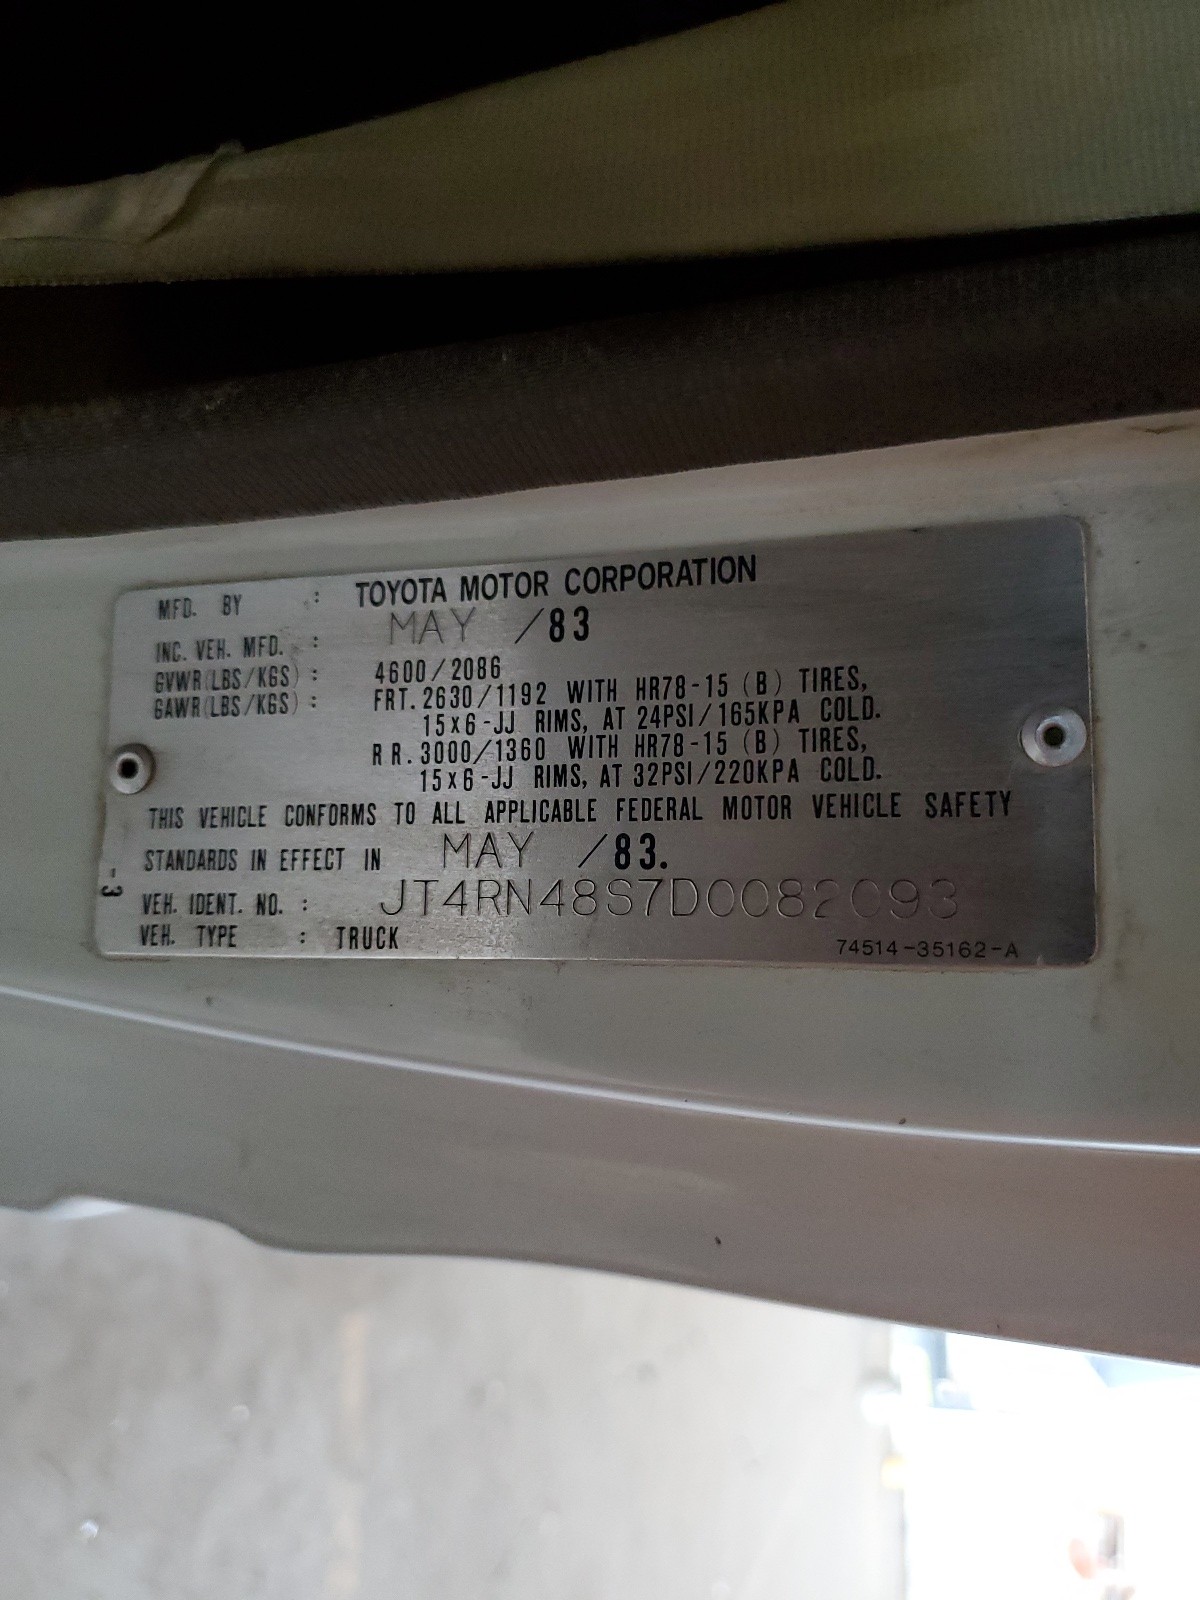 MFD. BY : TOYOTA MOTOR CORPORATION
INC. VEH. MFD. : MAY /83
GVWR(LBS/KGS) : 4600/2086
GAWR(LBS/KGS) : FRT. 2630/1192 WITH HR78-15 (B) TIRES,
15x6-JJ RIMS, AT 24PSI/165KPA COLD.
RR. 3000/1360 WITH HR78-15 (B) TIRES,
15x6-JJ RIMS, AT 32PSI/220KPA COLD.
THIS VEHICLE CONFORMS TO ALL APPLICABLE FEDERAL MOTOR VEHICLE SAFETY
STANDARDS IN EFFECT IN MAY /83.
VEH. IDENT. NO. : JT4RN48S7D0082093
VEH. TYPE : TRUCK
74514-35162-A
-3